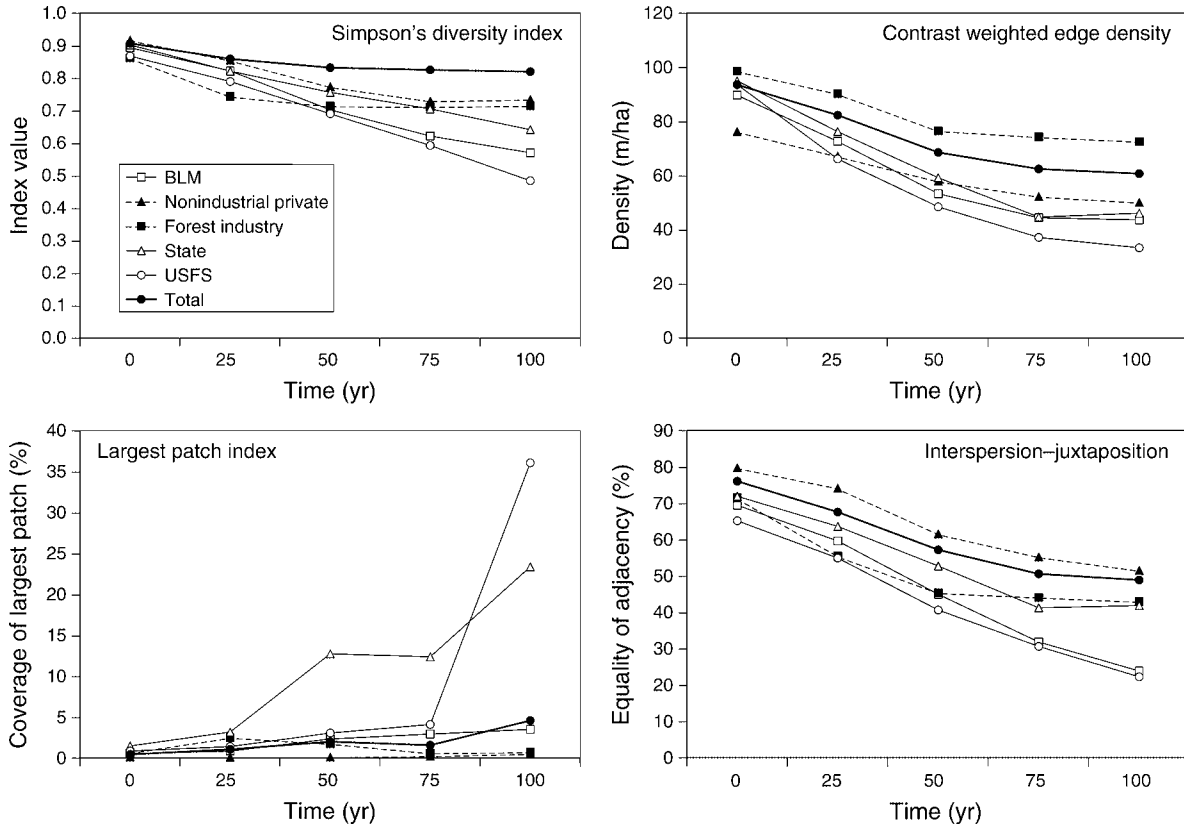 Simpson's diversity index
Index value
1.0
0.9
0.8
0.7
0.6
0.5
0.4
0.3
0.2
0.1
0.0
BLM
Nonindustrial private
Forest industry
State
USFS
Total
0 25 50 75 100
Time (yr)
Contrast weighted edge density
Density (m/ha)
120
100
80
60
40
20
0
0 25 50 75 100
Time (yr)
Largest patch index
Coverage of largest patch (%)
40
35
30
25
20
15
10
5
0
0 25 50 75 100
Time (yr)
Interspersion–juxtaposition
Equality of adjacency (%)
90
80
70
60
50
40
30
20
10
0
0 25 50 75 100
Time (yr)